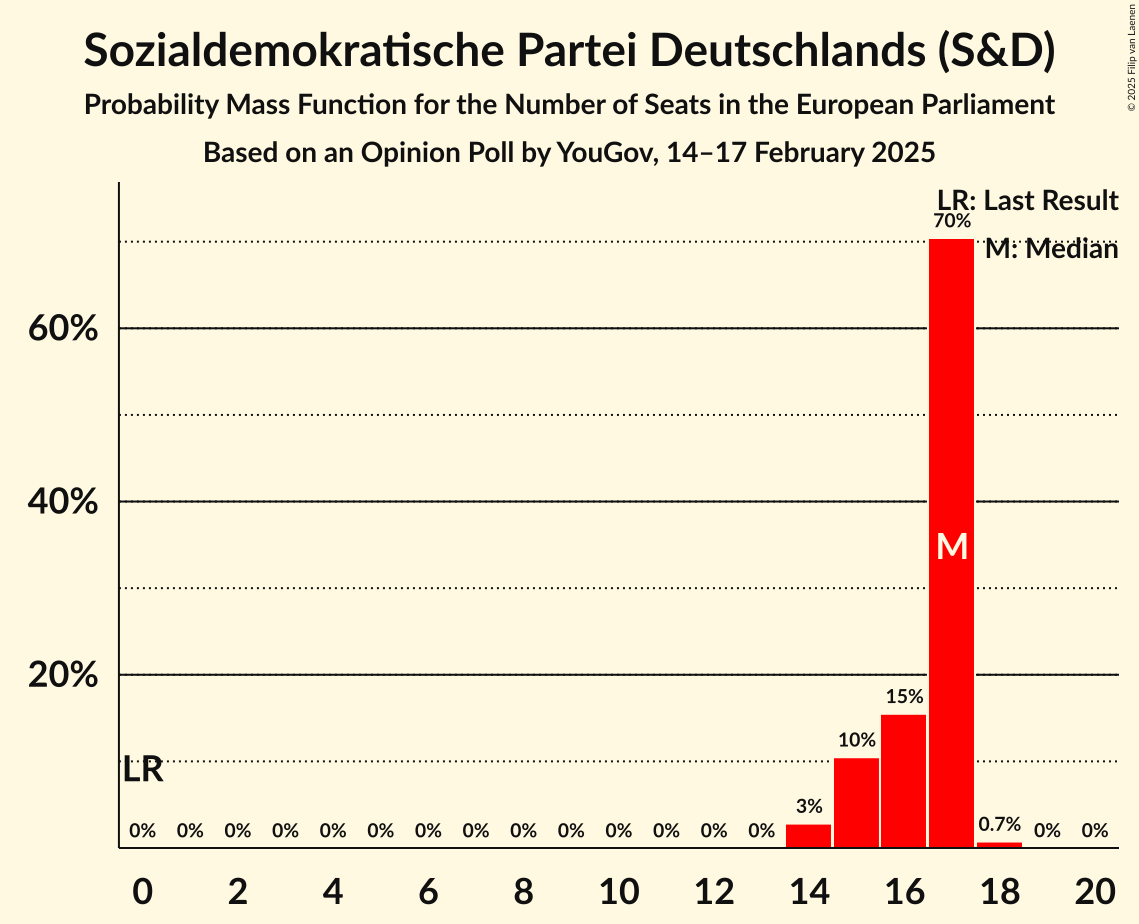 Sozialdemokratische Partei Deutschlands (S&D)
Probability Mass Function for the Number of Seats in the European Parliament
Based on an Opinion Poll by YouGov, 14–17 February 2025
© 2025 Filip van Laenen
LR: Last Result
M: Median
70%
60%
40%
M
20%
15%
10%
LR
3%
0% 0% 0% 0% 0% 0% 0% 0% 0% 0% 0% 0% 0% 0% 0.7% 0% 0%
0 2 4 6 8 10 12 14 16 18 20